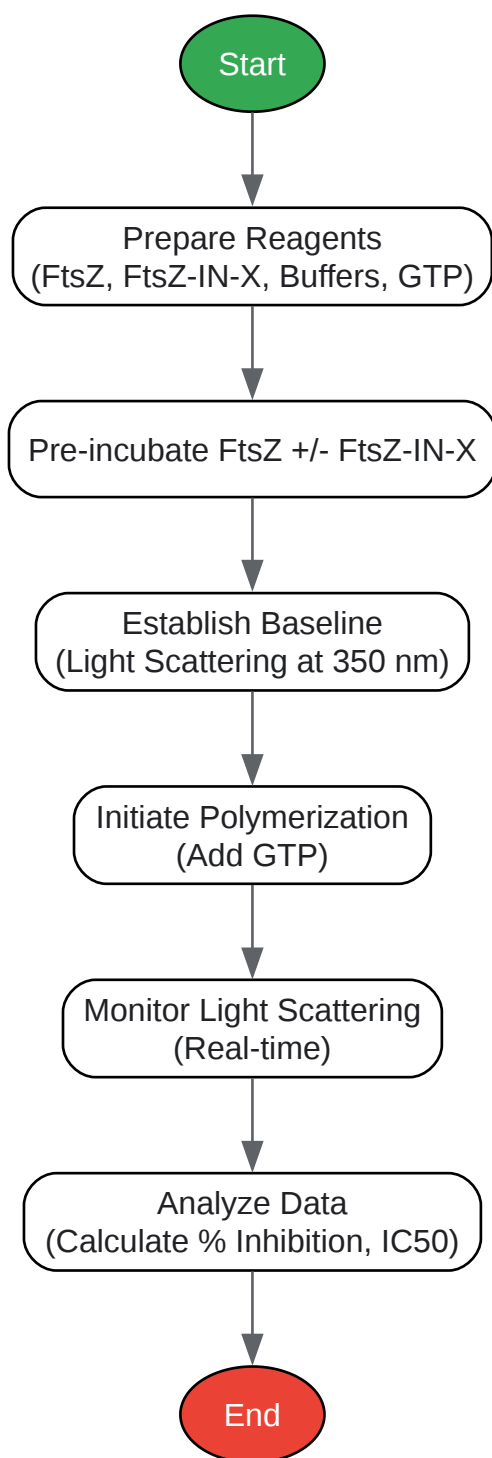 Start
Prepare Reagents
(FtsZ, FtsZ-IN-X, Buffers, GTP)
Pre-incubate FtsZ +/- FtsZ-IN-X
Establish Baseline
(Light Scattering at 350 nm)
Initiate Polymerization
(Add GTP)
Monitor Light Scattering
(Real-time)
Analyze Data
(Calculate % Inhibition, IC50)
End